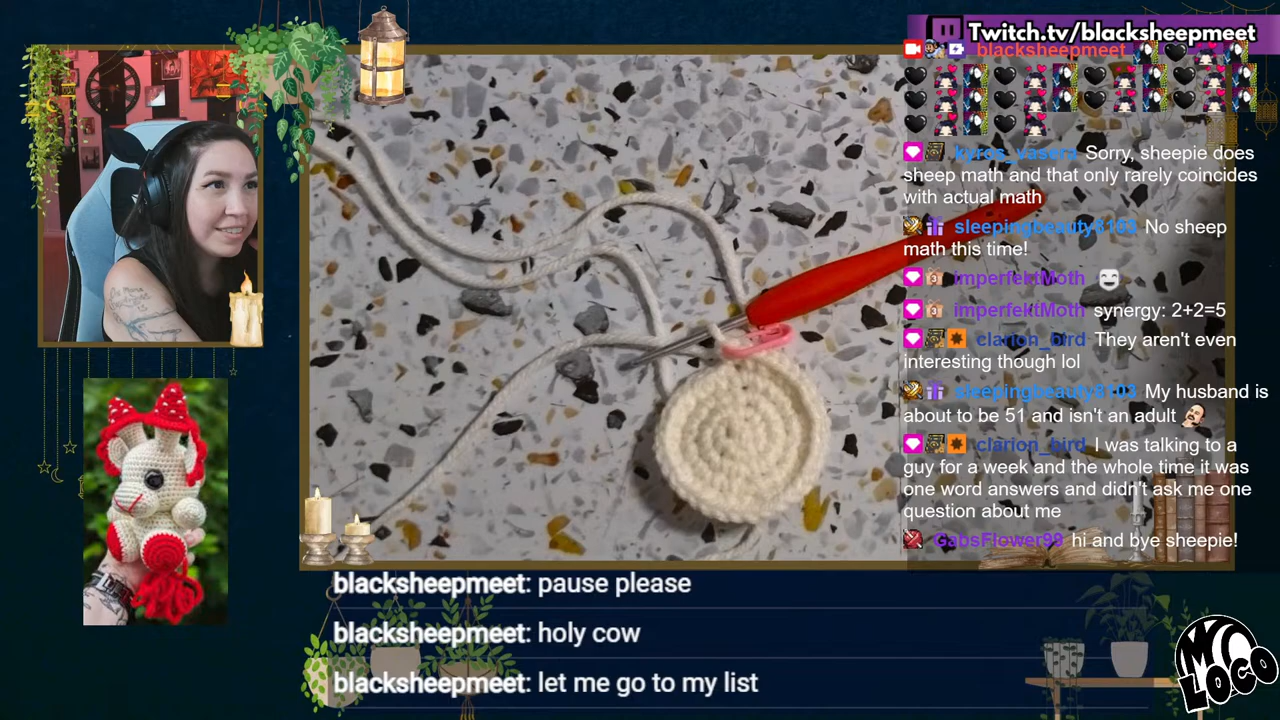 Twitch.tv/blacksheepmeet
blacksheepmeet
kyros_vasera Sorry, sheepie does
sheep math and that only rarely coincides
with actual math
sleepingbeauty8103 No sheep
math this time!
imperfektMoth
imperfektMoth synergy: 2+2=5
clarion_bird They aren't even
interesting though lol
sleepingbeauty8103 My husband is
about to be 51 and isn't an adult
clarion_bird I was talking to a
guy for a week and the whole time it was
one word answers and didn't ask me one
question about me
GabsFlower99 hi and bye sheepie!
blacksheepmeet: pause please
blacksheepmeet: holy cow
blacksheepmeet: let me go to my list
MC
LOCO